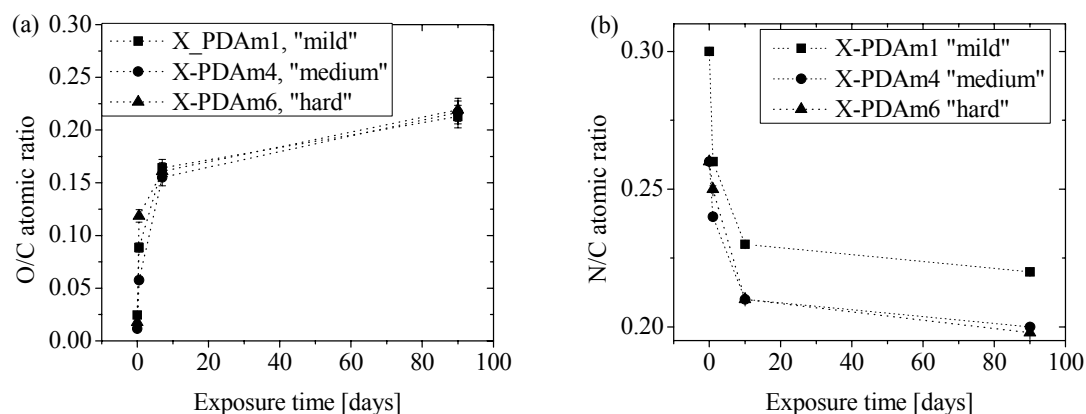 (a)
0.30
0.25
0.20
0.15
0.10
0.05
0.00
O/C atomic ratio
X_PDAm1, "mild"
X-PDAm4, "medium"
X-PDAm6, "hard"
0 20 40 60 80 100
Exposure time [days]
(b)
0.30
0.25
0.20
N/C atomic ratio
X-PDAm1 "mild"
X-PDAm4 "medium"
X-PDAm6 "hard"
0 20 40 60 80 100
Exposure time [days]